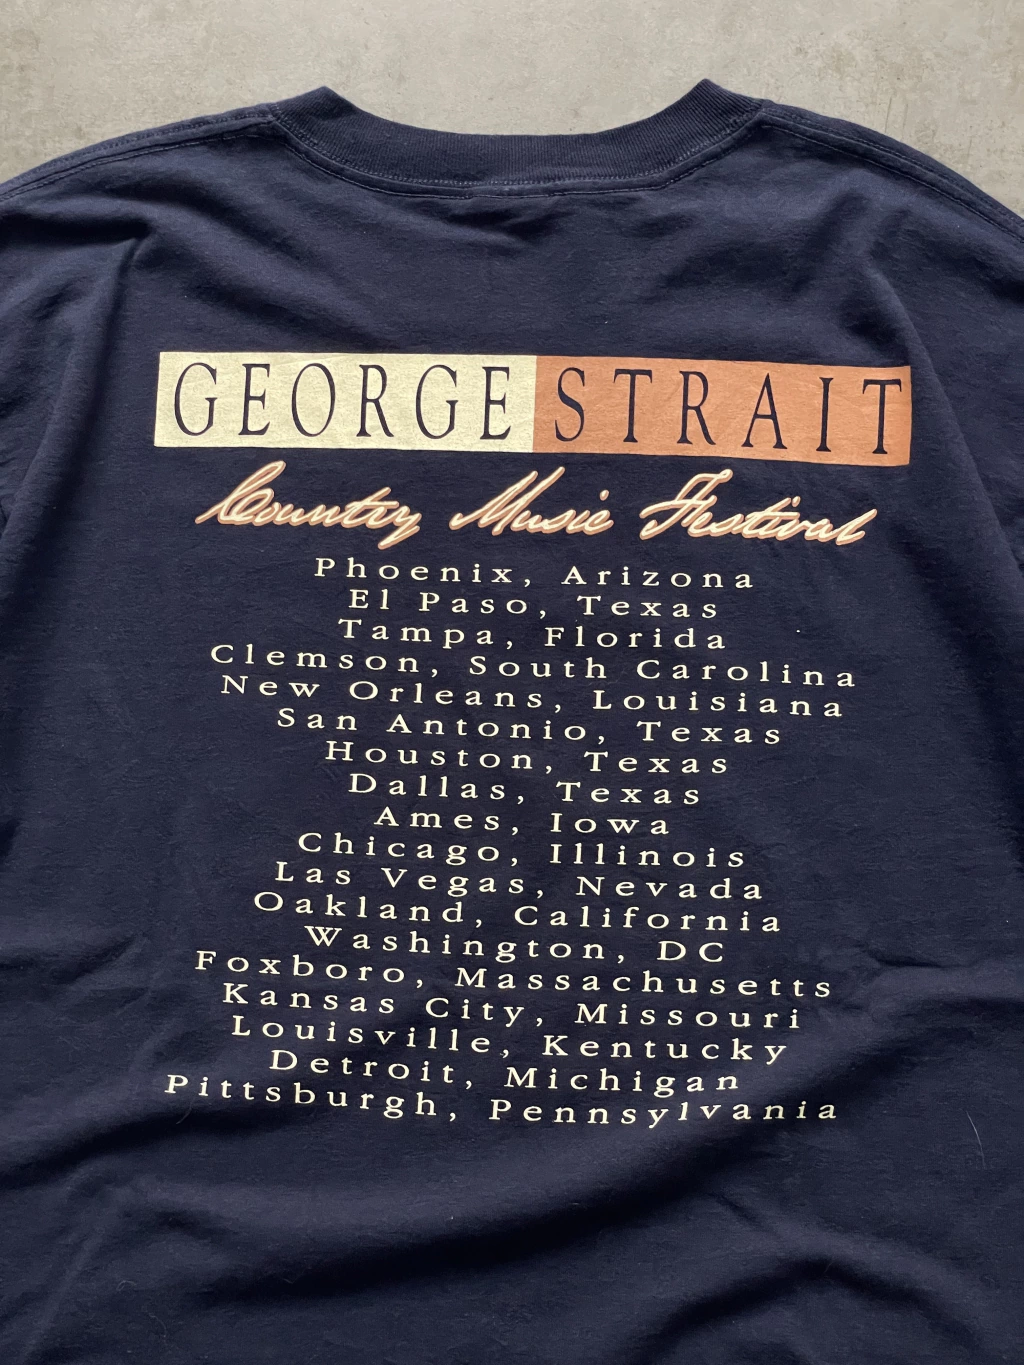 GEORGE STRAIT
Country Music Festival
Phoenix, Arizona
El Paso, Texas
Tampa, Florida
Clemson, South Carolina
New Orleans, Louisiana
San Antonio, Texas
Houston, Texas
Dallas, Texas
Ames, Iowa
Chicago, Illinois
Las Vegas, Nevada
Oakland, California
Washington, DC
Foxboro, Massachusetts
Kansas City, Missouri
Louisville, Kentucky
Detroit, Michigan
Pittsburgh, Pennsylvania